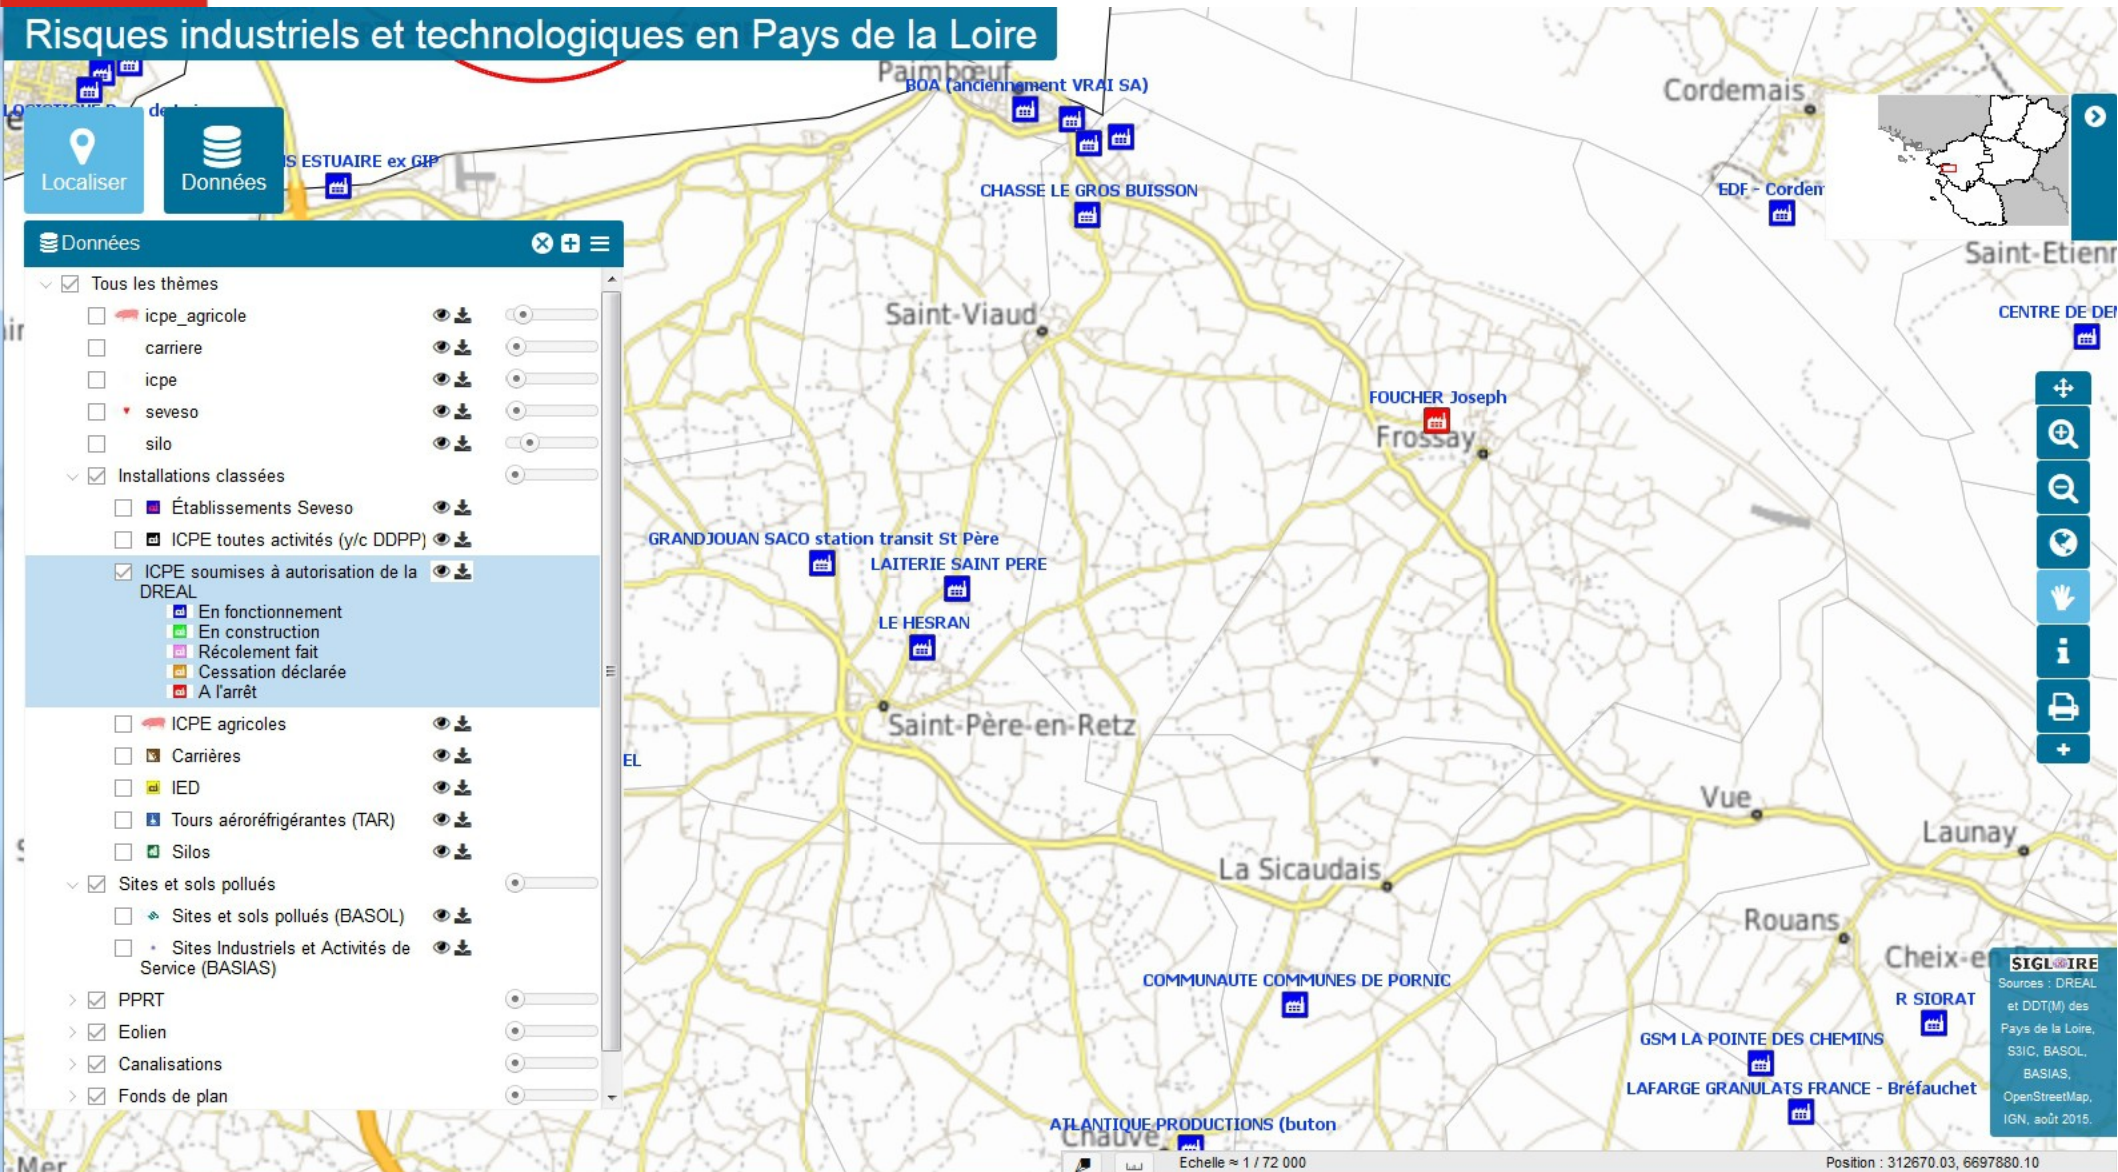 Risques industriels et technologiques en Pays de la Loire
Paimbœuf
BOA (anciennement VRAI SA)
Cordemais
Localiser
Données
S ESTUAIRE ex GIP
CHASSE LE GROS BUISSON
EDF - Cordem
Saint-Etienn
Données
Tous les thèmes
icpe_agricole
carriere
icpe
seveso
silo
Installations classées
Établissements Seveso
ICPE toutes activités (y/c DDPP)
ICPE soumises à autorisation de la
DREAL
En fonctionnement
En construction
Récolement fait
Cessation déclarée
A l'arrêt
ICPE agricoles
Carrières
IED
Tours aéroréfrigérantes (TAR)
Silos
Sites et sols pollués
Sites et sols pollués (BASOL)
Sites Industriels et Activités de
Service (BASIAS)
PPRT
Eolien
Canalisations
Fonds de plan
Saint-Viaud
CENTRE DE DEM
FOUCHER Joseph
Frossay
GRANDJOUAN SACO station transit St Père
LAITERIE SAINT PERE
LE HESRAN
Saint-Père-en-Retz
EL
Vue
Launay
La Sicaudais
Rouans
Cheix-en-
COMMUNAUTE COMMUNES DE PORNIC
R SIORAT
GSM LA POINTE DES CHEMINS
LAFARGE GRANULATS FRANCE - Bréfauchet
ATLANTIQUE PRODUCTIONS (buton
Chauvé
SIGLOIRE
Sources : DREAL
et DDT(M) des
Pays de la Loire,
S3IC, BASOL,
BASIAS,
OpenStreetMap,
IGN, août 2015.
Mer
Echelle ≈ 1 / 72 000
Position : 312670.03, 6697880.10